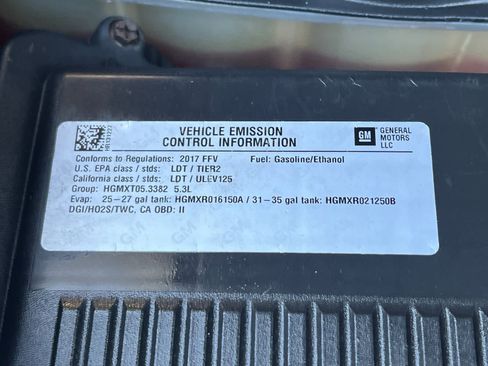 VEHICLE EMISSION
CONTROL INFORMATION
GM
GENERAL
MOTORS
LLC
Conforms to Regulations: 2017 FFV Fuel: Gasoline/Ethanol
U.S. EPA class / stds: LDT / TIER2
California class / stds: LDT / ULEV125
Group: HGMXT05.3382 5.3L
Evap: 25-27 gal tank: HGMXR016150A / 31-35 gal tank: HGMXR021250B
DGI/HO2S/TWC, CA OBD: II